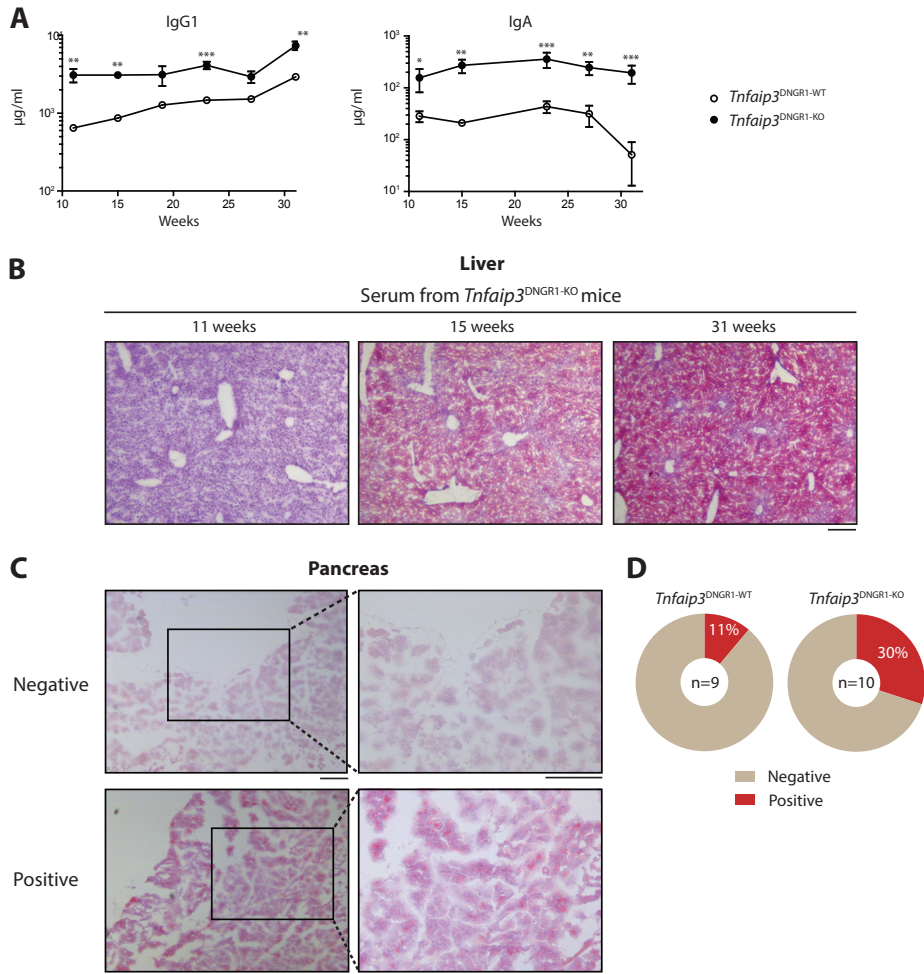 A
IgG1
IgA
10⁴
10³
10²
µg/ml
10 15 20 25 30
Weeks
** ** *** **
10³
10²
10¹
µg/ml
10 15 20 25 30
Weeks
* ** *** ** ***
Tnfaip3DNGR1-WT
Tnfaip3DNGR1-KO
B
Liver
Serum from Tnfaip3DNGR1-KO mice
11 weeks
15 weeks
31 weeks
C
Pancreas
Negative
Positive
D
Tnfaip3DNGR1-WT
Tnfaip3DNGR1-KO
11%
n=9
30%
n=10
Negative
Positive